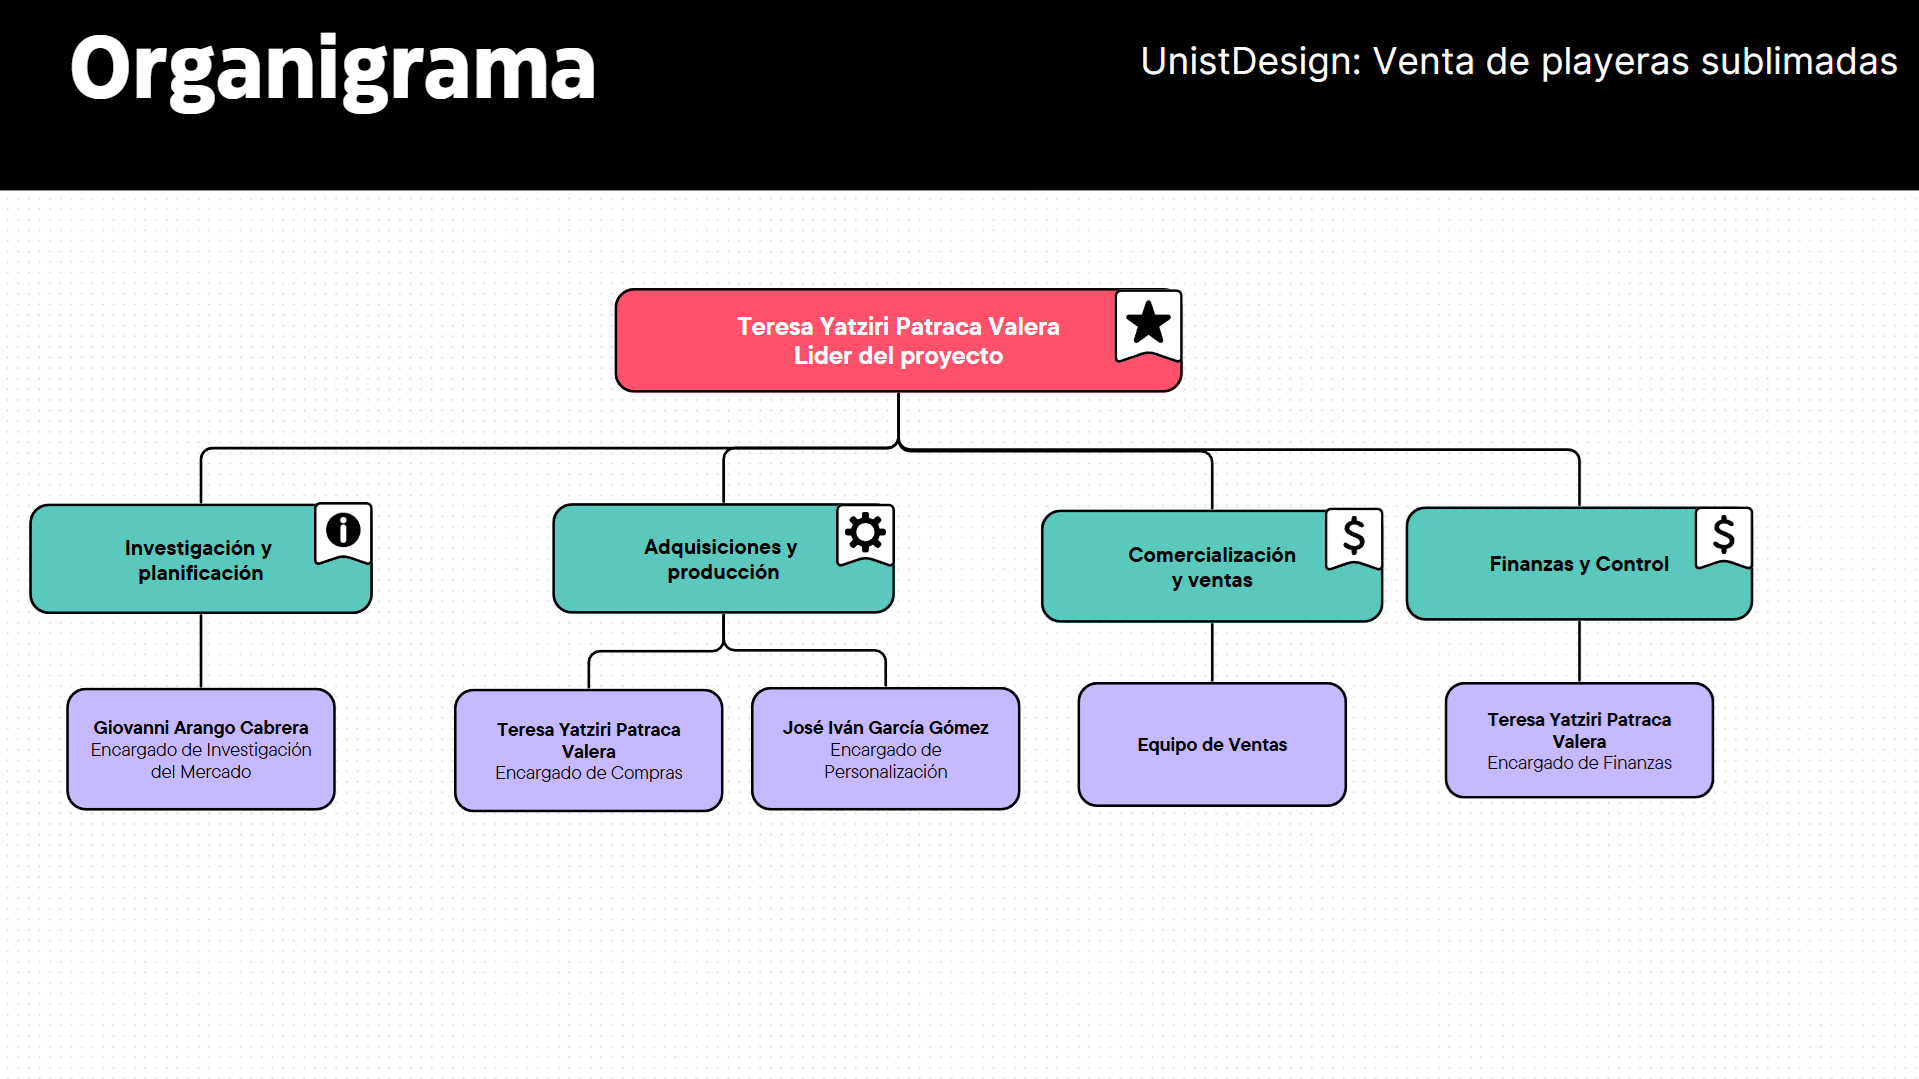 Organigrama
UnistDesign: Venta de playeras sublimadas
Teresa Yatziri Patraca Valera
Lider del proyecto
Investigación y
planificación
Adquisiciones y
producción
Comercialización
y ventas
Finanzas y Control
Giovanni Arango Cabrera
Encargado de Investigación
del Mercado
Teresa Yatziri Patraca
Valera
Encargado de Compras
José Iván García Gómez
Encargado de
Personalización
Equipo de Ventas
Teresa Yatziri Patraca
Valera
Encargado de Finanzas